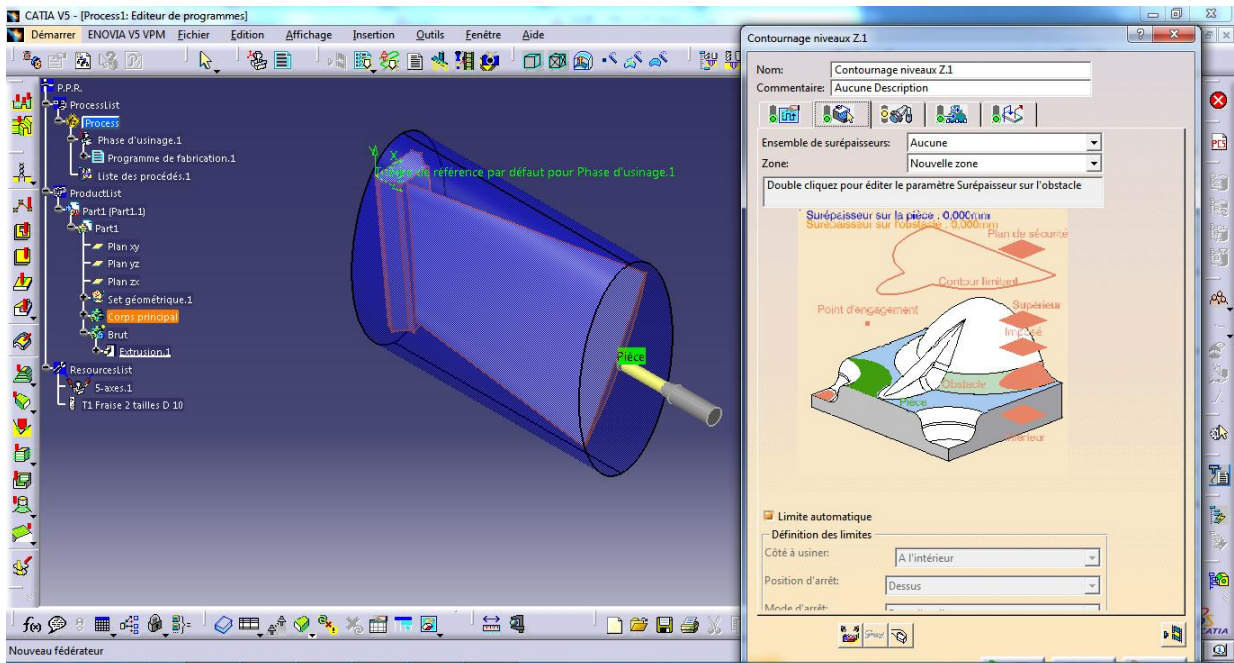 CATIA V5 - [Process1: Editeur de programmes]
Démarrer ENOVIA V5 VPM Fichier Edition Affichage Insertion Outils Fenêtre Aide
P.P.R.
ProcessList
Process
Phase d'usinage.1
Programme de fabrication.1
Liste des procédés.1
ProductList
Part1 (Part1.1)
Part1
Plan xy
Plan yz
Plan zx
Set géométrique.1
Corps principal
Brut
Extrusion.1
ResourcesList
5-axes.1
T1 Fraise 2 tailles D 10
Y X
de référence par défaut pour Phase d'usinage.1
Pièce
Contournage niveaux Z.1
Nom: Contournage niveaux Z.1
Commentaire: Aucune Description
Ensemble de surépaisseurs: Aucune
Zone: Nouvelle zone
Double cliquez pour éditer le paramètre Surépaisseur sur l'obstacle
Surépaisseur sur la pièce : 0,000mm
Surépaisseur sur l'obstacle : 0,000mm
Plan de sécurité
Contour limitant
Point d'engagement
Supérieur
Imposé
Obstacle
Pièce
Inférieur
Limite automatique
Définition des limites
Côté à usiner: A l'intérieur
Position d'arrêt: Dessus
Mode d'arrêt:
PCS
f(x)
CATIA
Nouveau fédérateur